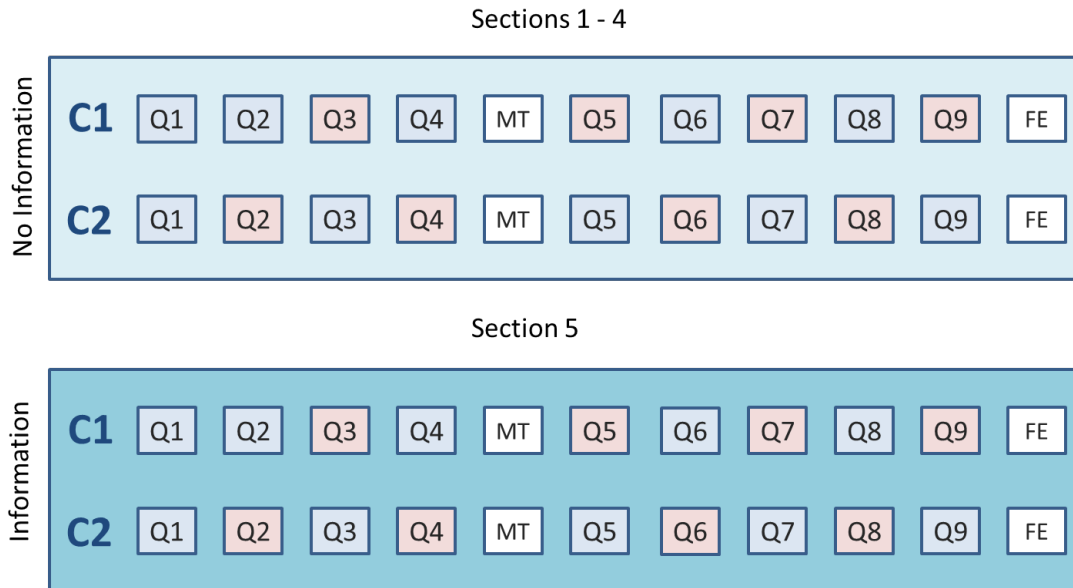 Sections 1 - 4
No Information
C1 Q1 Q2 Q3 Q4 MT Q5 Q6 Q7 Q8 Q9 FE
C2 Q1 Q2 Q3 Q4 MT Q5 Q6 Q7 Q8 Q9 FE
Section 5
Information
C1 Q1 Q2 Q3 Q4 MT Q5 Q6 Q7 Q8 Q9 FE
C2 Q1 Q2 Q3 Q4 MT Q5 Q6 Q7 Q8 Q9 FE